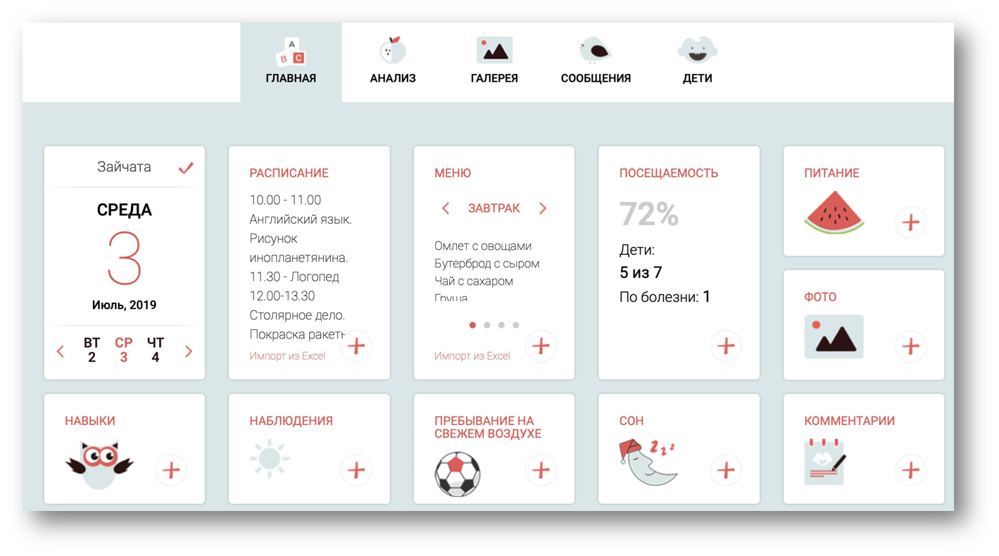 A
B
C
ГЛАВНАЯ
АНАЛИЗ
ГАЛЕРЕЯ
СООБЩЕНИЯ
ДЕТИ
Зайчата
СРЕДА
3
Июль, 2019
ВТ СР ЧТ
2 3 4
РАСПИСАНИЕ
10.00 - 11.00
Английский язык.
Рисунок
инопланетянина.
11.30 - Логопед
12.00-13.30
Столярное дело.
Покраска ракеты
Импорт из Excel
МЕНЮ
ЗАВТРАК
Омлет с овощами
Бутерброд с сыром
Чай с сахаром
Груша
Импорт из Excel
ПОСЕЩАЕМОСТЬ
72%
Дети:
5 из 7
По болезни: 1
ПИТАНИЕ
ФОТО
НАВЫКИ
НАБЛЮДЕНИЯ
ПРЕБЫВАНИЕ НА
СВЕЖЕМ ВОЗДУХЕ
СОН
z z z
КОММЕНТАРИИ